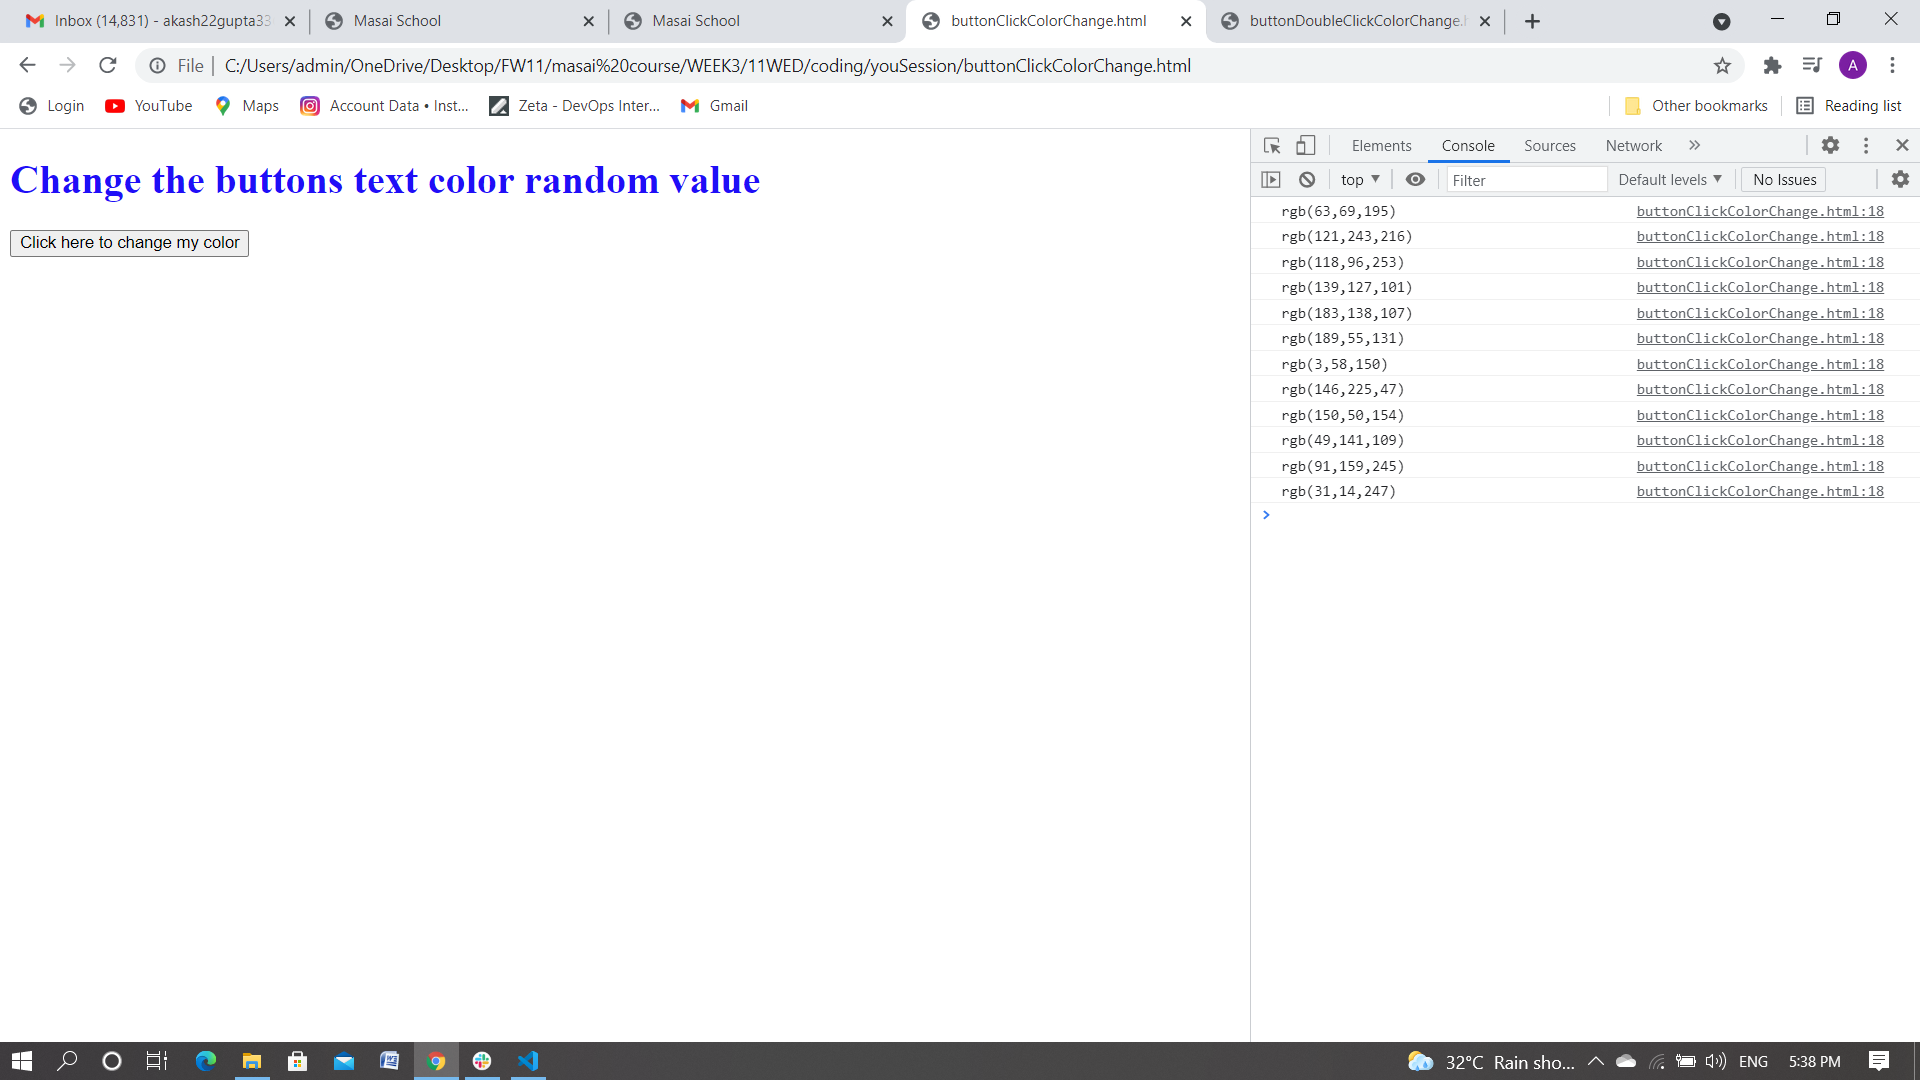 Inbox (14,831) - akash22gupta33
Masai School
Masai School
buttonClickColorChange.html
buttonDoubleClickColorChange.h
File
C:/Users/admin/OneDrive/Desktop/FW11/masai%20course/WEEK3/11WED/coding/youSession/buttonClickColorChange.html
A
Login YouTube Maps Account Data • Inst... Zeta - DevOps Inter... Gmail Other bookmarks Reading list
Change the buttons text color random value
Click here to change my color
Elements Console Sources Network
top Filter Default levels No Issues
rgb(63,69,195) buttonClickColorChange.html:18
rgb(121,243,216) buttonClickColorChange.html:18
rgb(118,96,253) buttonClickColorChange.html:18
rgb(139,127,101) buttonClickColorChange.html:18
rgb(183,138,107) buttonClickColorChange.html:18
rgb(189,55,131) buttonClickColorChange.html:18
rgb(3,58,150) buttonClickColorChange.html:18
rgb(146,225,47) buttonClickColorChange.html:18
rgb(150,50,154) buttonClickColorChange.html:18
rgb(49,141,109) buttonClickColorChange.html:18
rgb(91,159,245) buttonClickColorChange.html:18
rgb(31,14,247) buttonClickColorChange.html:18
32°C Rain sho... ENG 5:38 PM